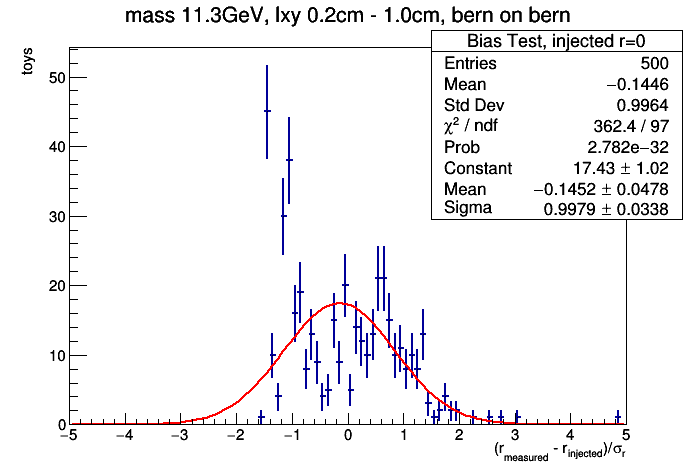 mass 11.3GeV, lxy 0.2cm - 1.0cm, bern on bern
toys
Bias Test, injected r=0
Entries 500
Mean −0.1446
Std Dev 0.9964
χ² / ndf 362.4 / 97
Prob 2.782e−32
Constant 17.43 ± 1.02
Mean −0.1452 ± 0.0478
Sigma 0.9979 ± 0.0338
50
40
30
20
10
0
−5 −4 −3 −2 −1 0 1 2 3 4 5
(r_measured - r_injected)/σ_r